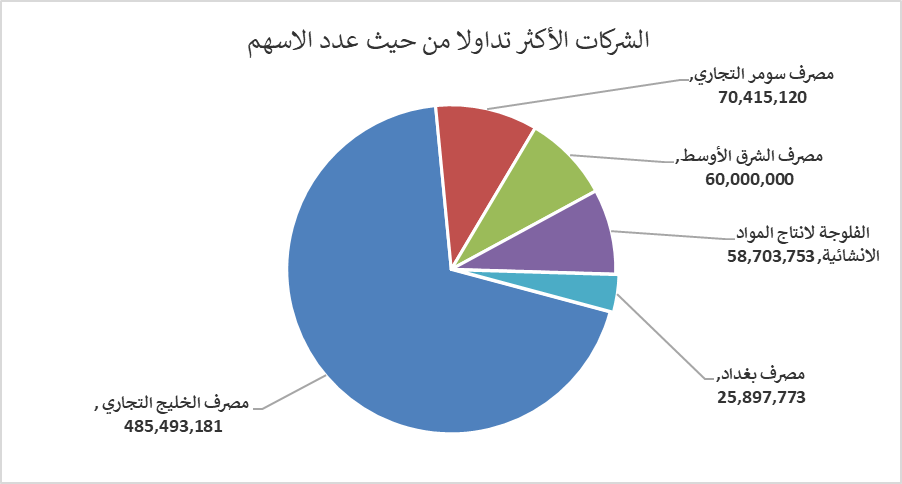 الشركات الأكثر تداولا من حيث عدد الاسهم
مصرف سومر التجاري,
70,415,120
مصرف الشرق الأوسط,
60,000,000
الفلوجة لانتاج المواد
الانشائية, 58,703,753
مصرف بغداد,
25,897,773
مصرف الخليج التجاري ,
485,493,181